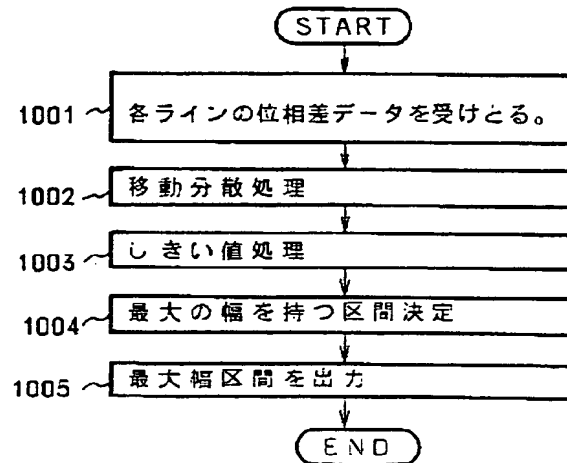 START
1001 各ラインの位相差データを受けとる。
1002 移動分散処理
1003 しきい値処理
1004 最大の幅を持つ区間決定
1005 最大幅区間を出力
END